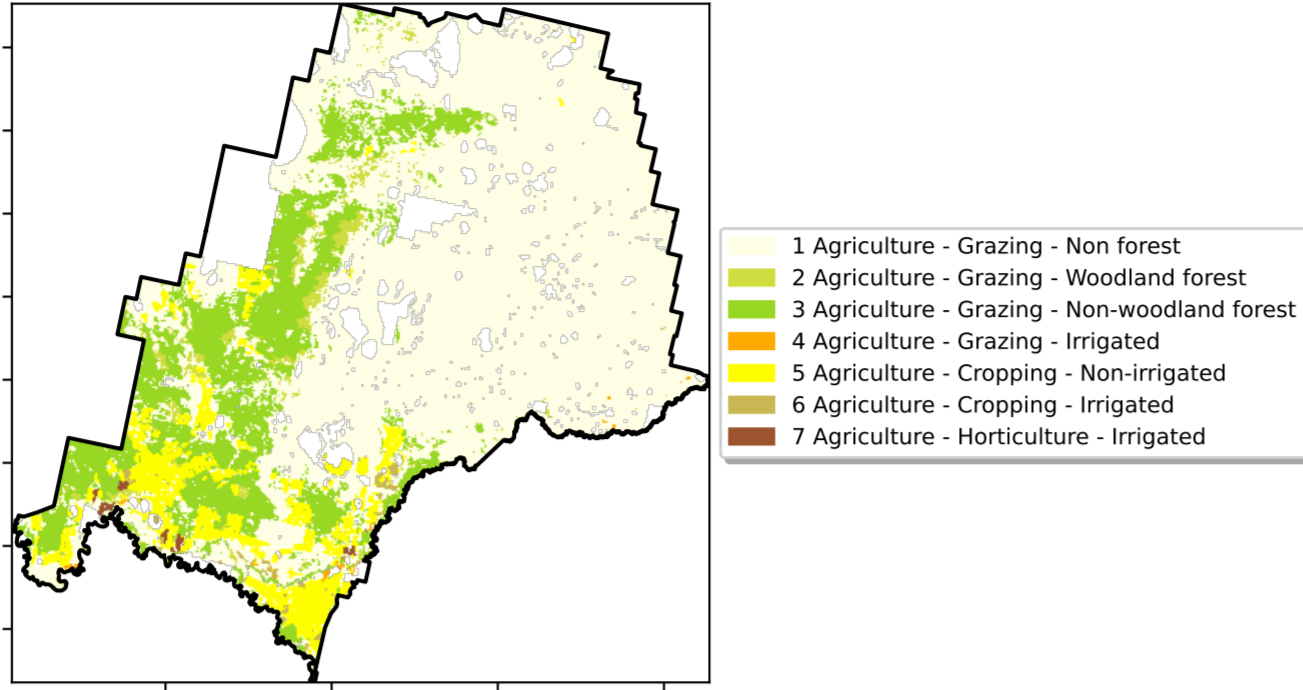 1 Agriculture - Grazing - Non forest
2 Agriculture - Grazing - Woodland forest
3 Agriculture - Grazing - Non-woodland forest
4 Agriculture - Grazing - Irrigated
5 Agriculture - Cropping - Non-irrigated
6 Agriculture - Cropping - Irrigated
7 Agriculture - Horticulture - Irrigated